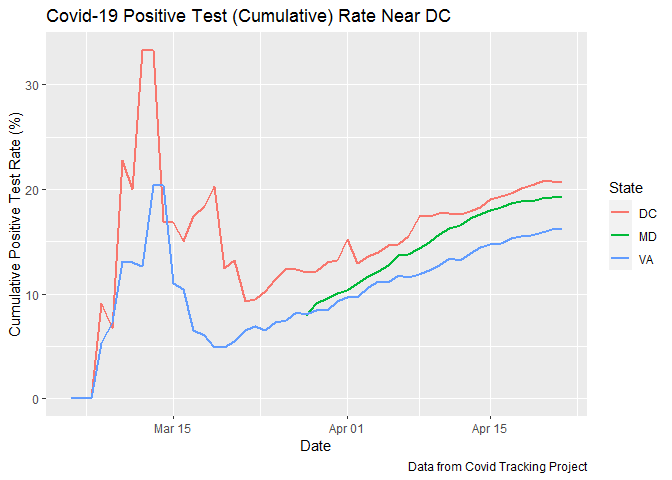 Covid-19 Positive Test (Cumulative) Rate Near DC
Cumulative Positive Test Rate (%)
30
20
10
0
Mar 15
Apr 01
Apr 15
Date
State
DC
MD
VA
Data from Covid Tracking Project